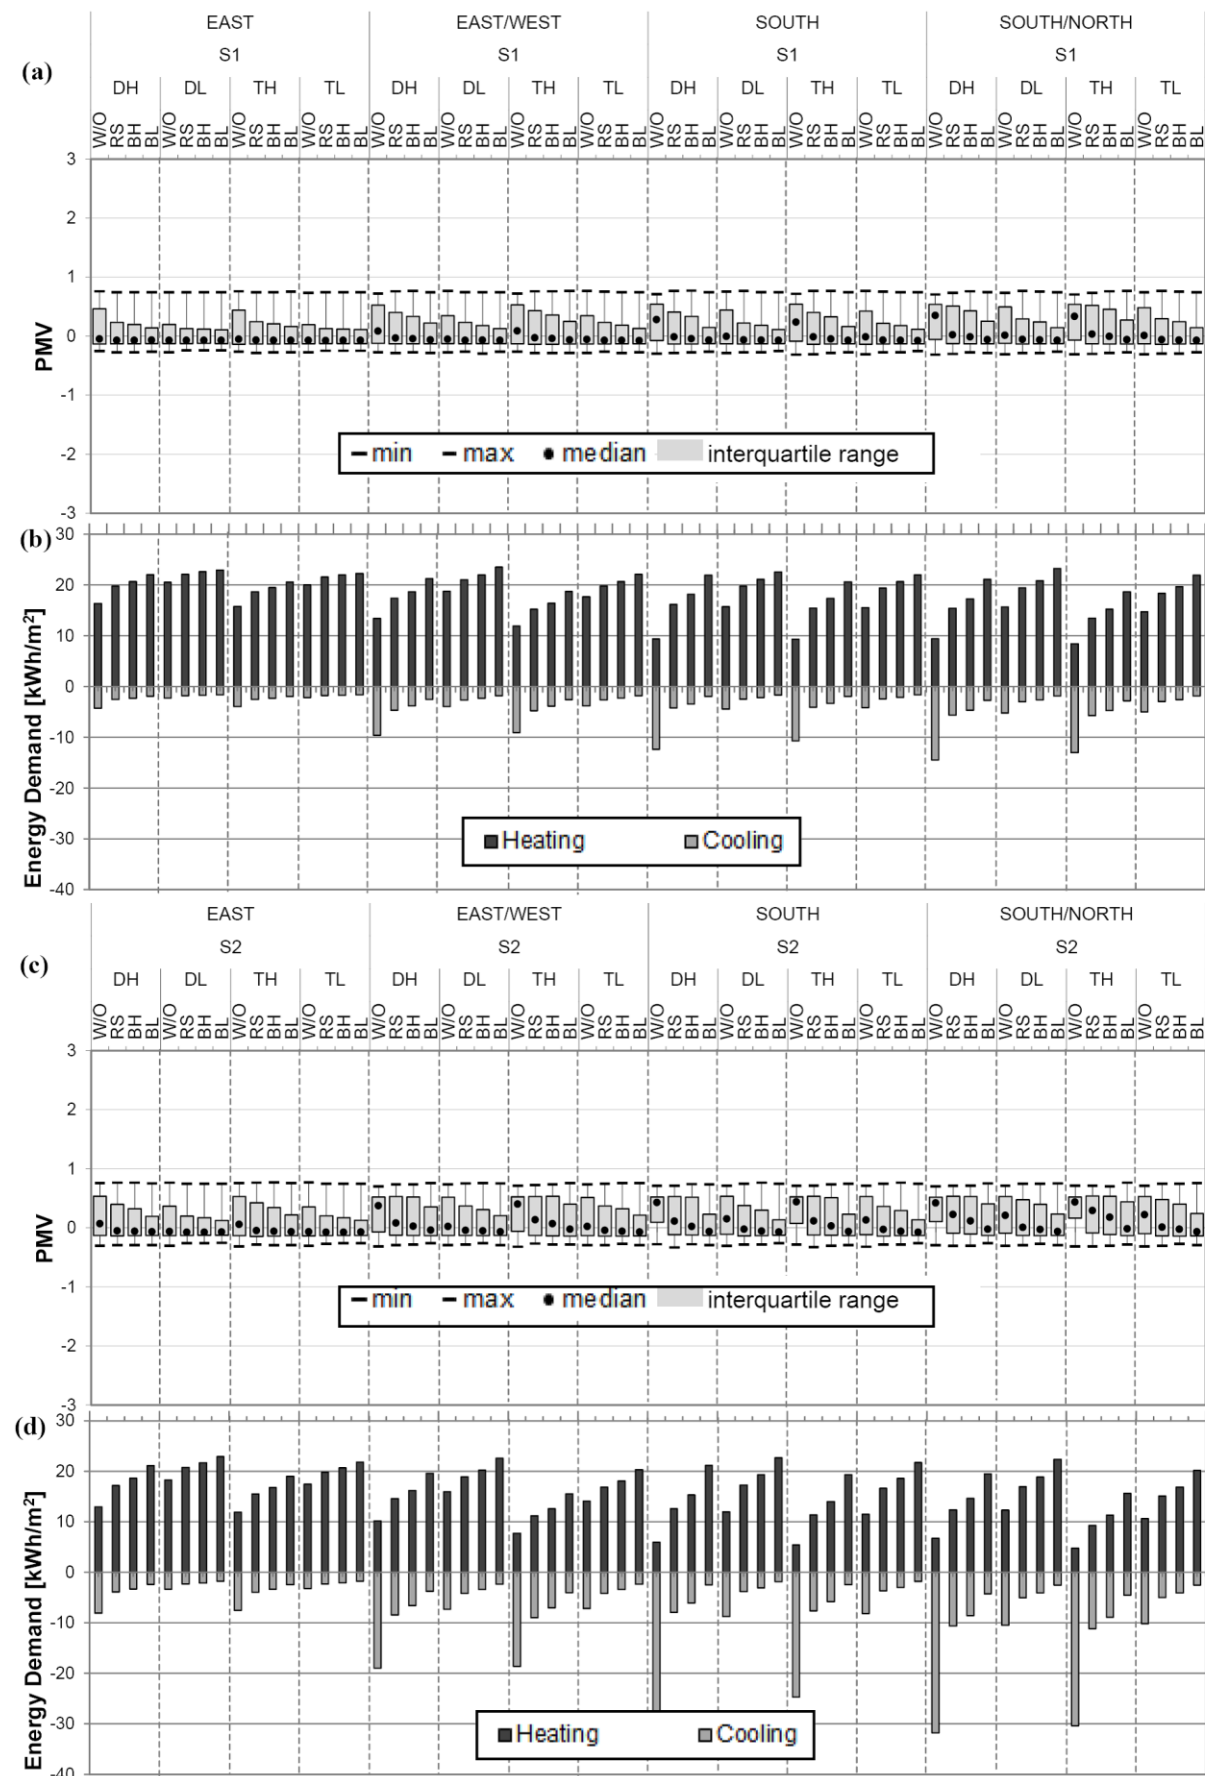 EAST EAST/WEST SOUTH SOUTH/NORTH
S1 S1 S1 S1
(a)
DH DL TH TL DH DL TH TL DH DL TH TL DH DL TH TL
W/O RS BH BL W/O RS BH BL W/O RS BH BL W/O RS BH BL W/O RS BH BL W/O RS BH BL W/O RS BH BL W/O RS BH BL W/O RS BH BL W/O RS BH BL W/O RS BH BL W/O RS BH BL W/O RS BH BL W/O RS BH BL W/O RS BH BL W/O RS BH BL
3
2
1
0
-1
-2
-3
PMV
min max median interquartile range
(b)
30
20
10
0
-10
-20
-30
-40
Energy Demand [kWh/m²]
Heating Cooling
EAST EAST/WEST SOUTH SOUTH/NORTH
S2 S2 S2 S2
(c)
DH DL TH TL DH DL TH TL DH DL TH TL DH DL TH TL
W/O RS BH BL W/O RS BH BL W/O RS BH BL W/O RS BH BL W/O RS BH BL W/O RS BH BL W/O RS BH BL W/O RS BH BL W/O RS BH BL W/O RS BH BL W/O RS BH BL W/O RS BH BL W/O RS BH BL W/O RS BH BL W/O RS BH BL W/O RS BH BL
3
2
1
0
-1
-2
-3
PMV
min max median interquartile range
(d)
30
20
10
0
-10
-20
-30
-40
Energy Demand [kWh/m²]
Heating Cooling